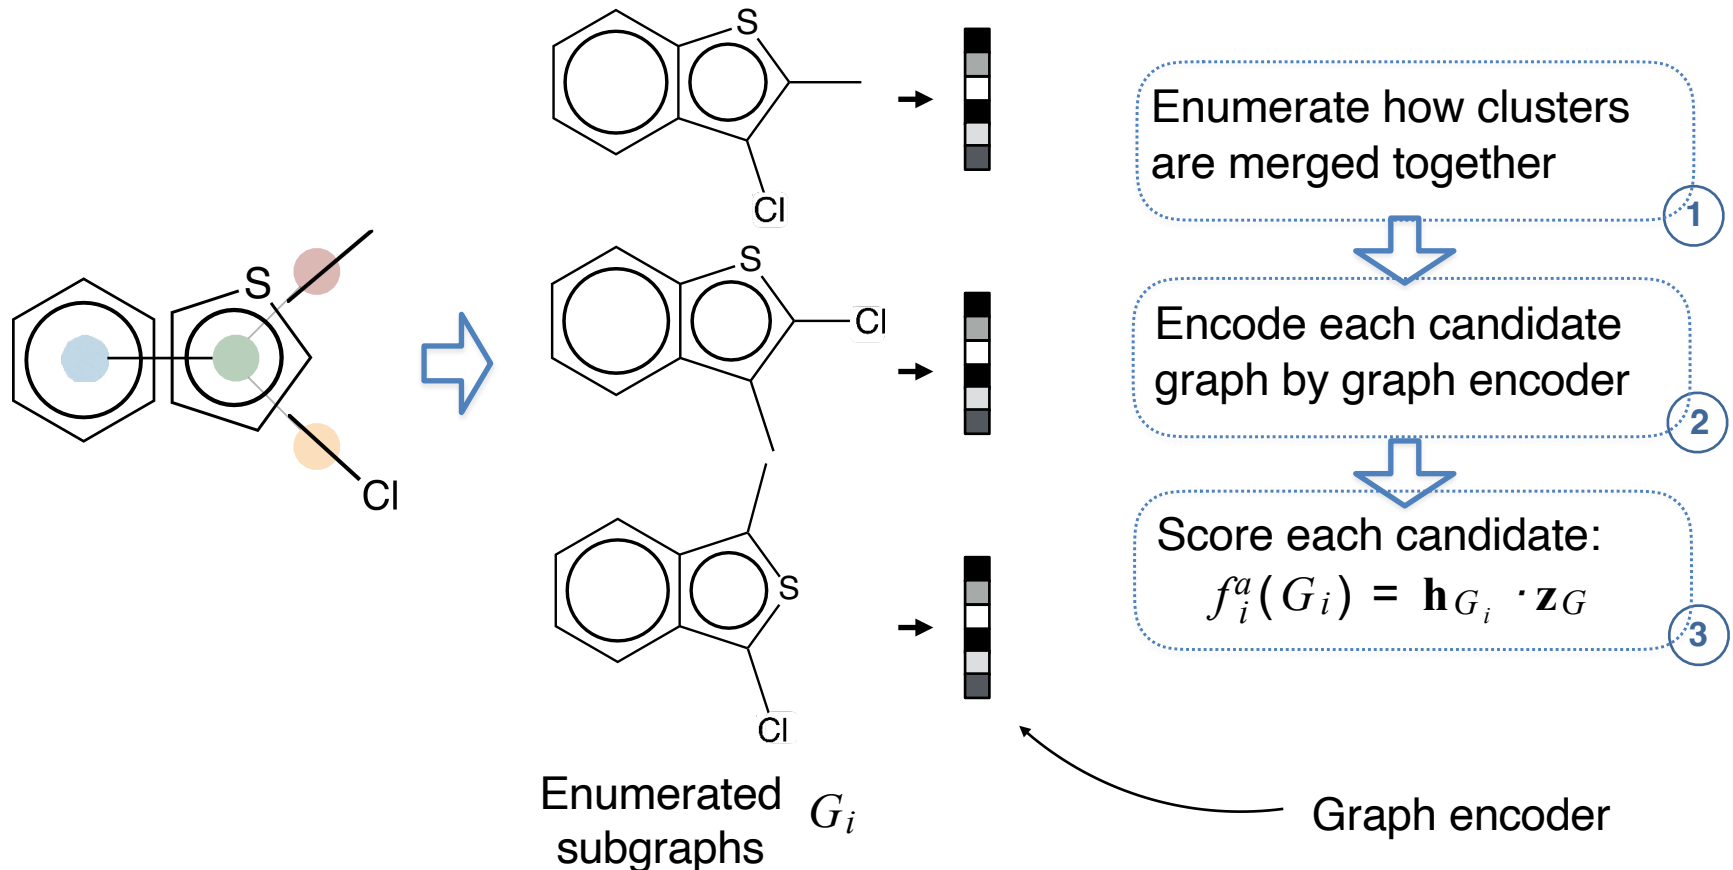 S
Cl
S
Cl
S
Cl
S
Cl
Enumerated
subgraphs
G_i
Enumerate how clusters
are merged together
1
Encode each candidate
graph by graph encoder
2
Score each candidate:
f_i^a(G_i) = h_{G_i} · z_G
3
Graph encoder